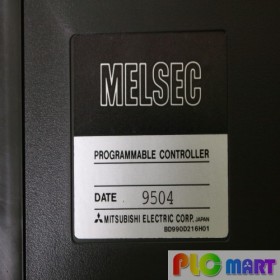 MELSEC
PROGRAMMABLE CONTROLLER
DATE 9504
MITSUBISHI ELECTRIC CORP. JAPAN
BD990D216H01
PLC MART